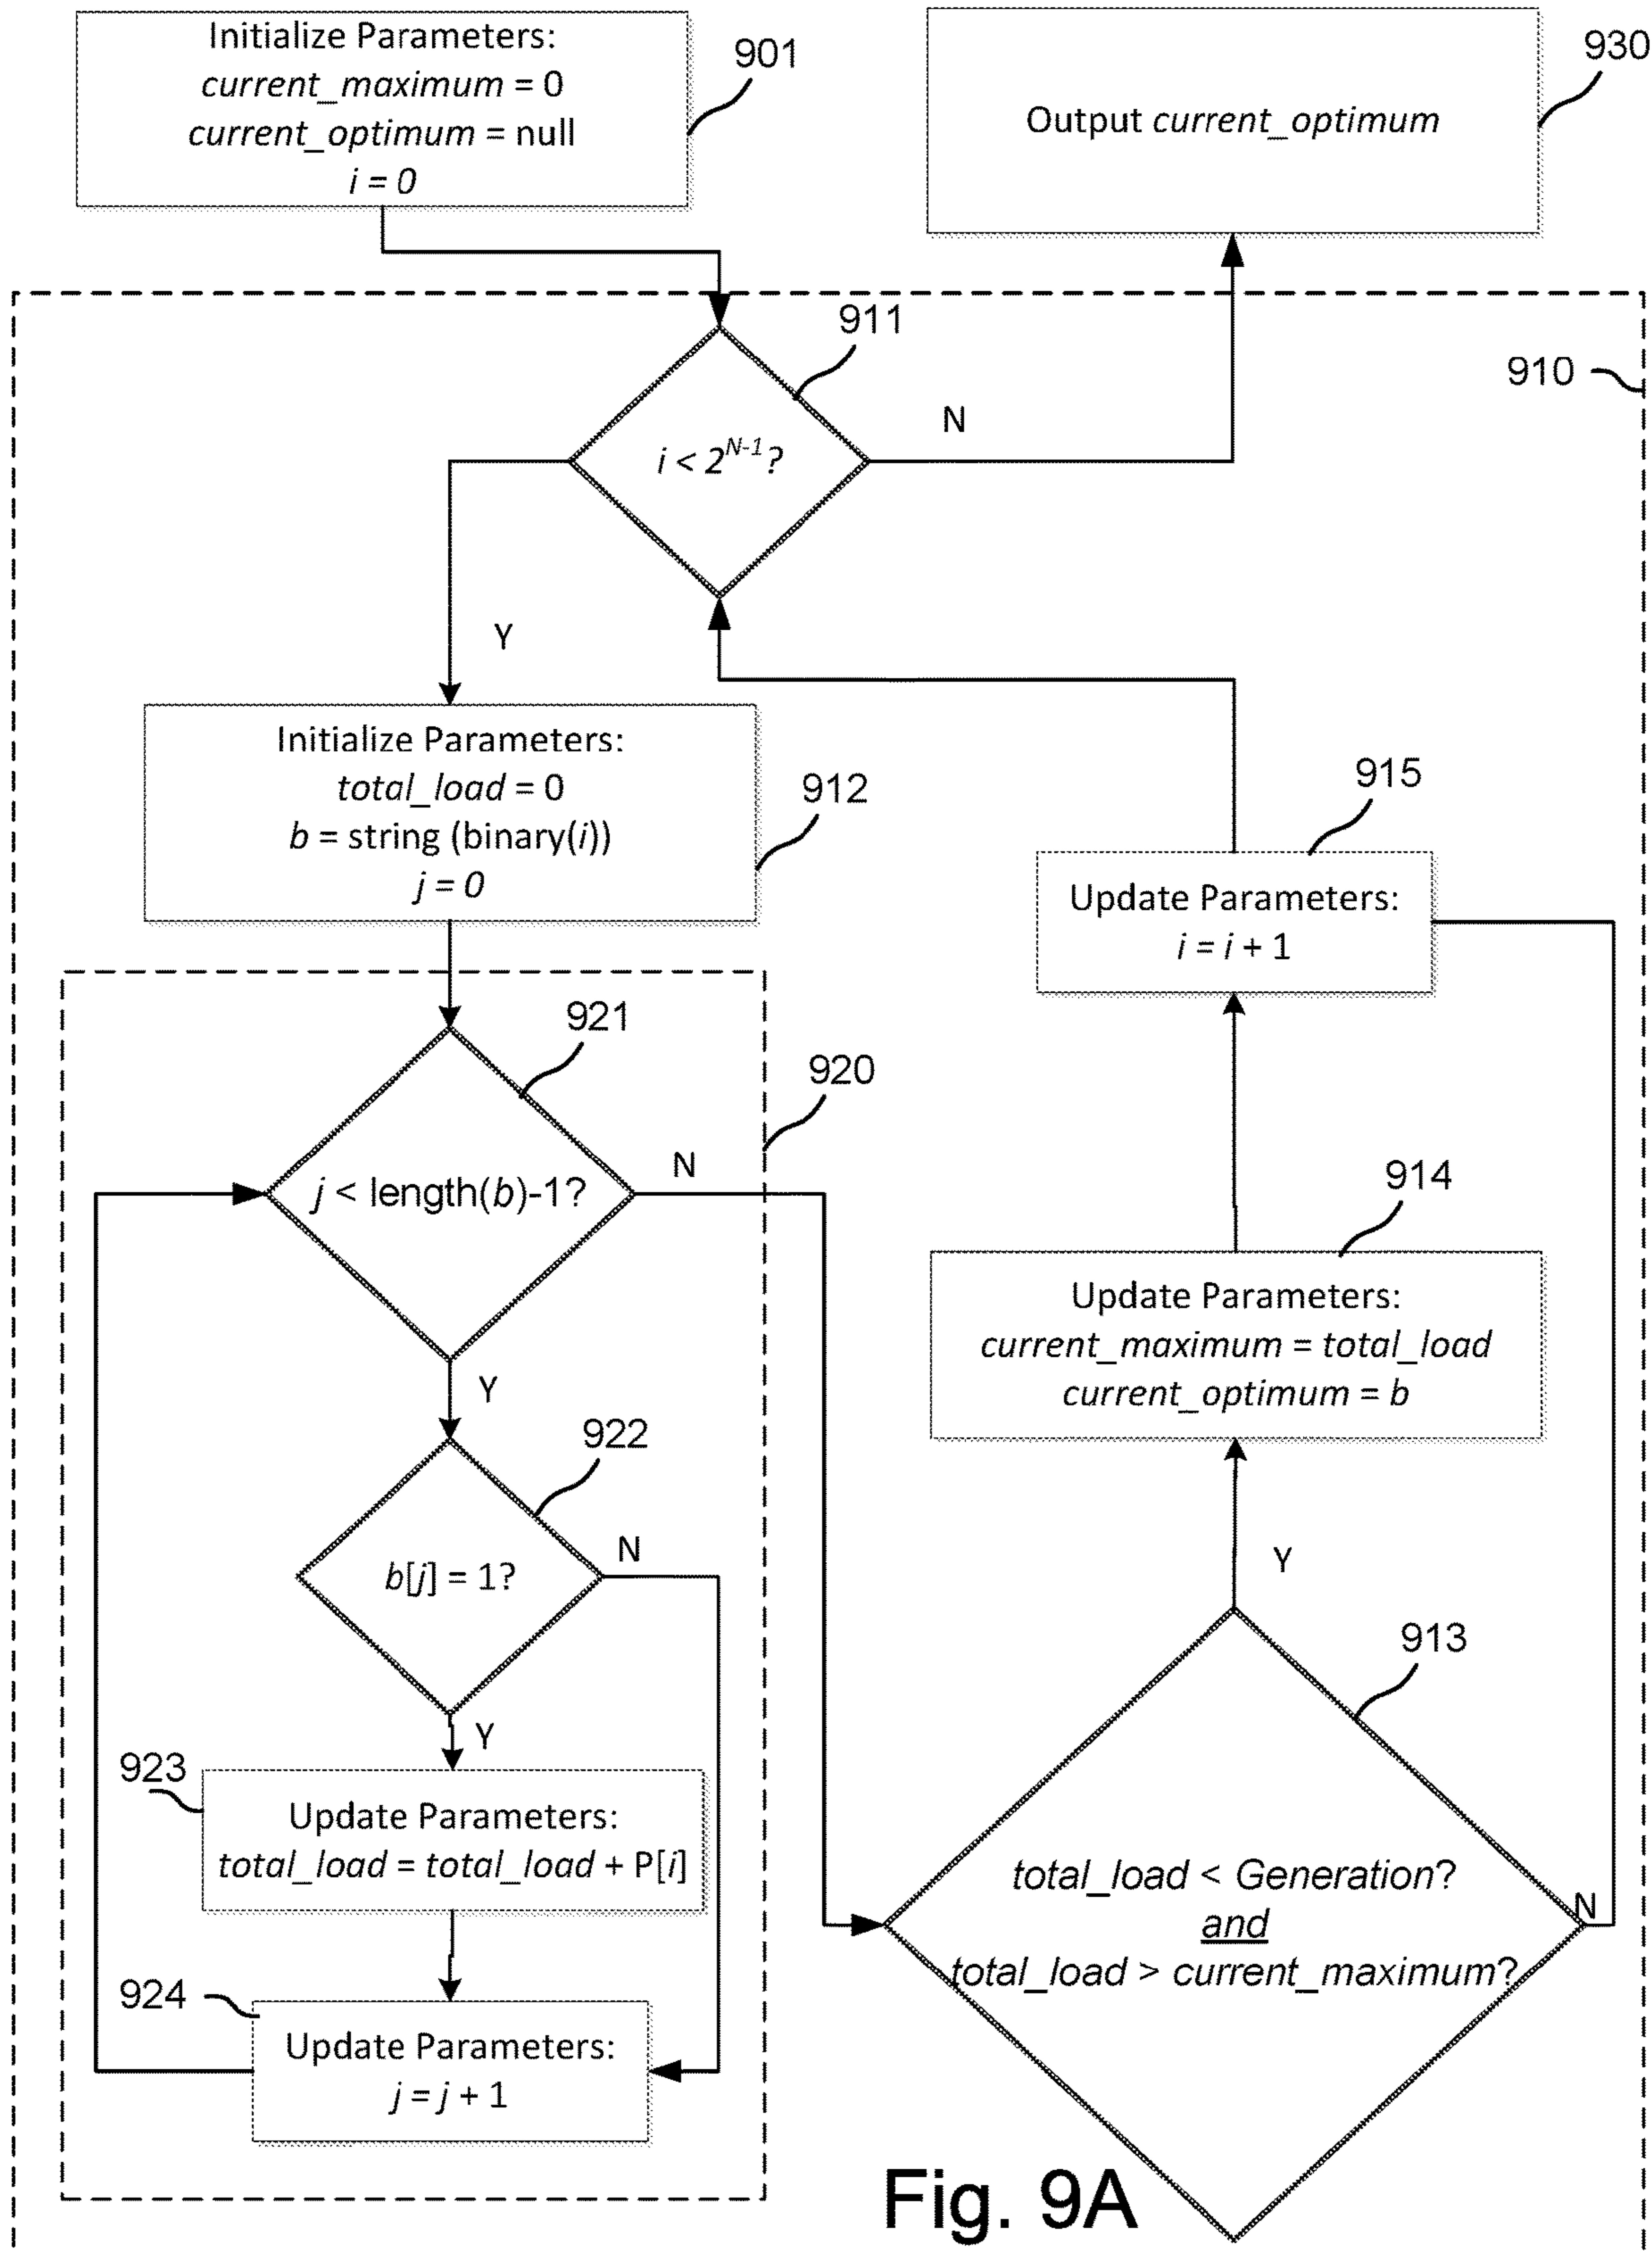 Initialize Parameters:
current_maximum = 0
current_optimum = null
i = 0
901
Output current_optimum
930
910
911
i < 2^{N-1}?
N
Y
Initialize Parameters:
total_load = 0
b = string (binary(i))
j = 0
912
915
Update Parameters:
i = i + 1
920
921
j < length(b)-1?
N
Y
914
Update Parameters:
current_maximum = total_load
current_optimum = b
922
b[j] = 1?
N
Y
Y
913
total_load < Generation?
and
total_load > current_maximum?
N
923
Update Parameters:
total_load = total_load + P[i]
924
Update Parameters:
j = j + 1
Fig. 9A